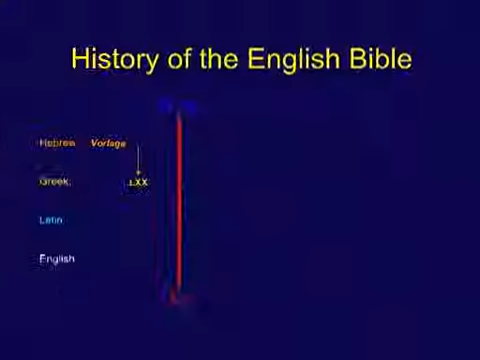 History of the English Bible
Hebrew Vorlage
Greek LXX
Latin
English